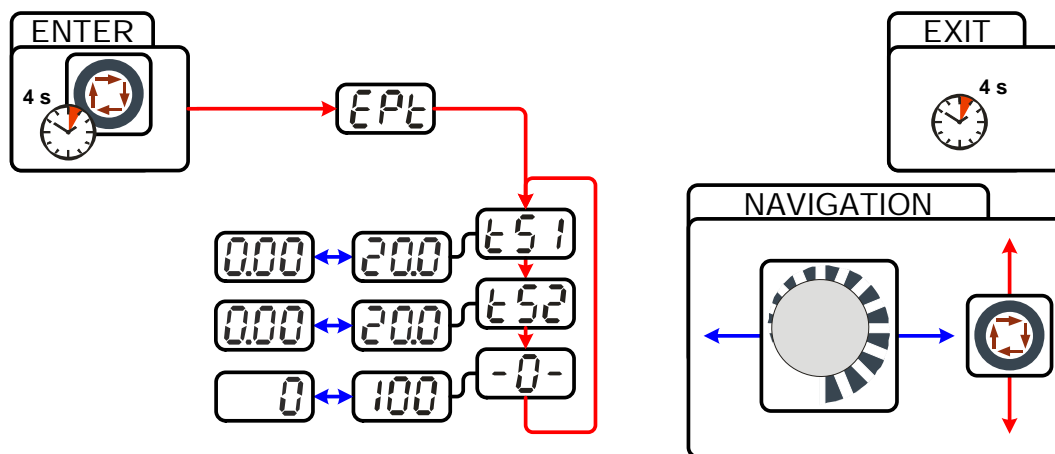 ENTER
EXIT
4 s
4 s
EPt
NAVIGATION
tS1
0.00
20.0
tS2
0.00
20.0
-0-
0
100